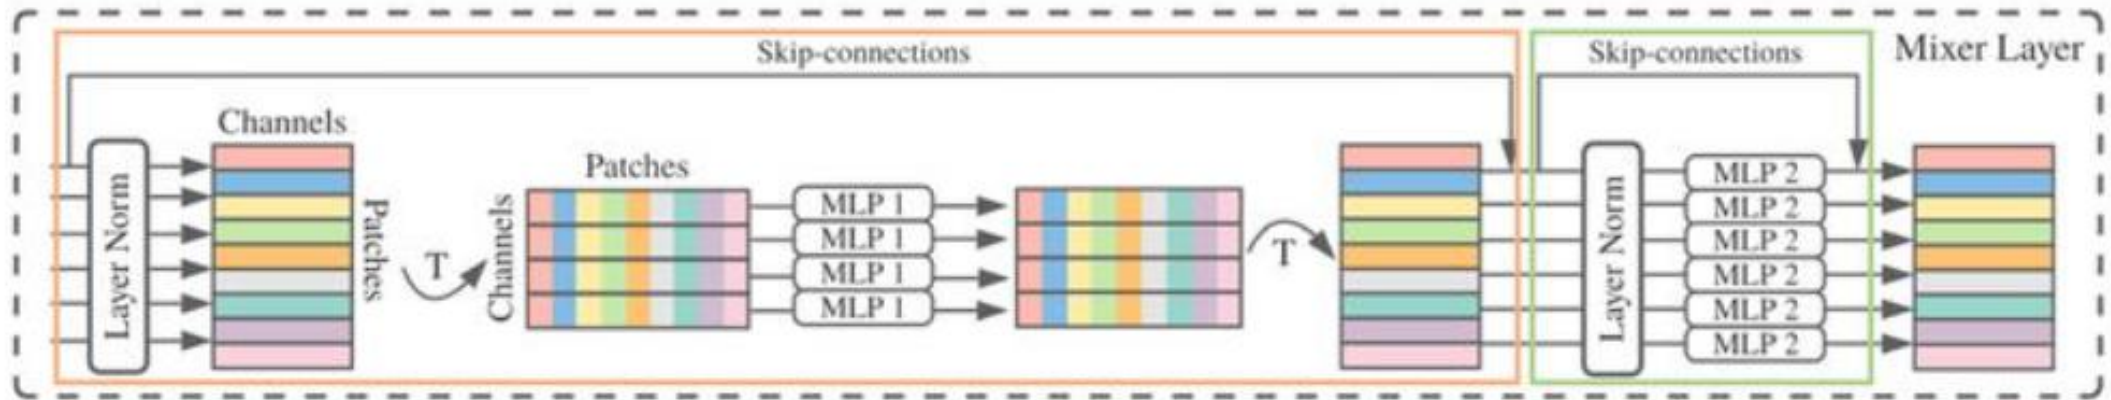 Skip-connections
Skip-connections
Mixer Layer
Channels
Layer Norm
Patches
T
Patches
Channels
MLP 1
MLP 1
MLP 1
MLP 1
T
Layer Norm
MLP 2
MLP 2
MLP 2
MLP 2
MLP 2
MLP 2